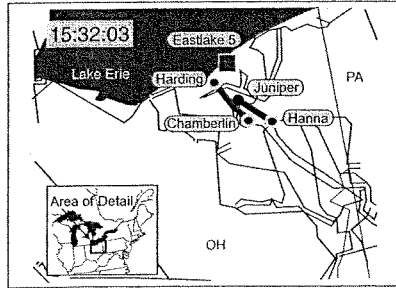 15:32:03
Eastlake 5
Lake Erie
Harding
Juniper
PA
Chamberlin
Hanna
Area of Detail
OH